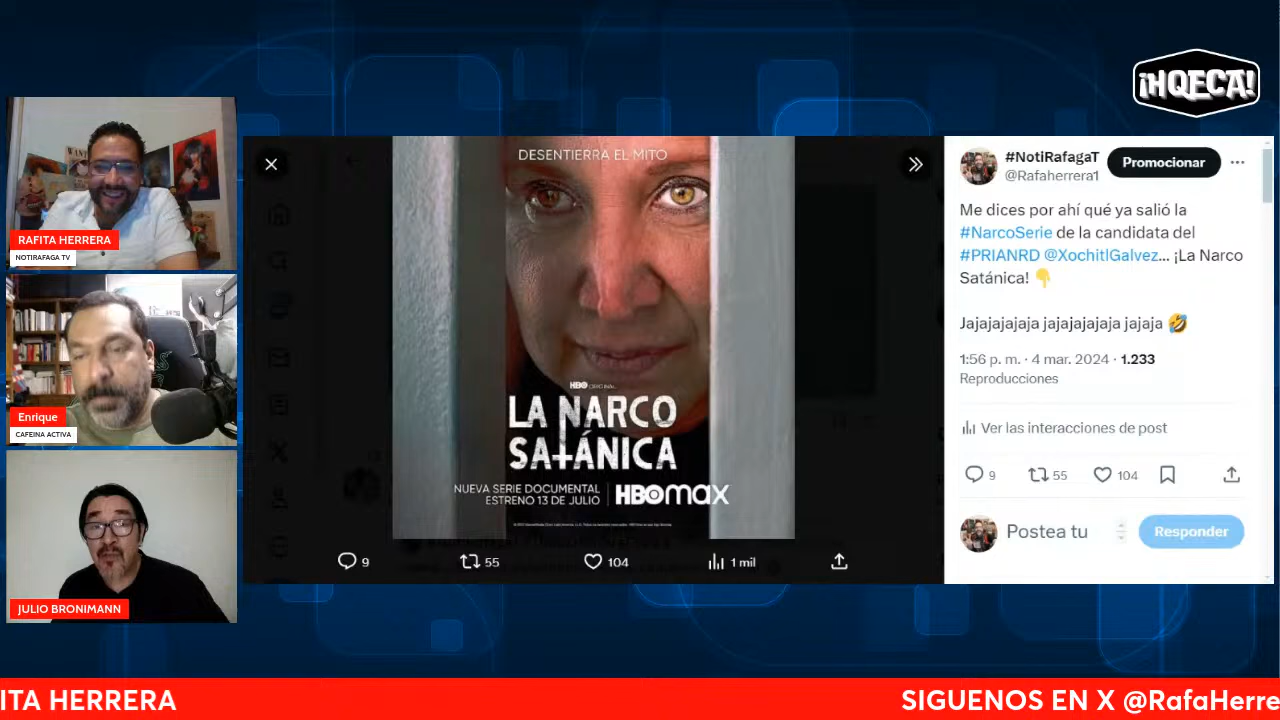 ¡HQECA!
RAFITA HERRERA
NOTIRAFAGA TV
Enrique
CAFEINA ACTIVA
JULIO BRONIMANN
DESENTIERRA EL MITO
HBO ORIGINAL
LA NARCO
SATÁNICA
NUEVA SERIE DOCUMENTAL
ESTRENO 13 DE JULIO
HBOmax
9
55
104
1 mil
#NotiRafagaT
@Rafaherrera1
Promocionar
Me dices por ahí qué ya salió la
#NarcoSerie de la candidata del
#PRIANRD @XochitlGalvez... ¡La Narco
Satánica! 👇
Jajajajajaja jajajajajaja jajaja 🤣
1:56 p. m. · 4 mar. 2024 · 1.233
Reproducciones
Ver las interacciones de post
9
55
104
Postea tu
Responder
ITA HERRERA
SIGUENOS EN X @RafaHerre